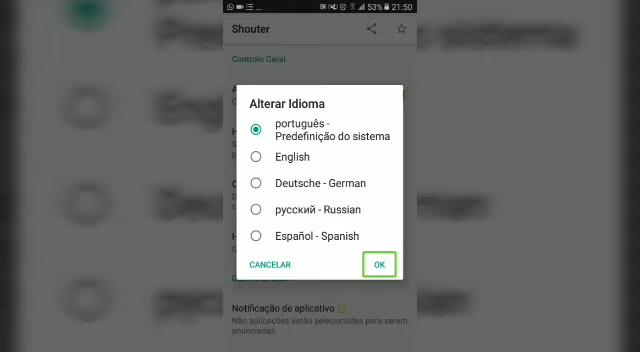 53% 21:50
Shouter
Controlo Geral
Alterar Idioma
português -
Predefinição do sistema
English
Deutsche - German
русский - Russian
Español - Spanish
CANCELAR
OK
Notificação de aplicativo
Não aplicações estão selecionadas para serem
anunciadas